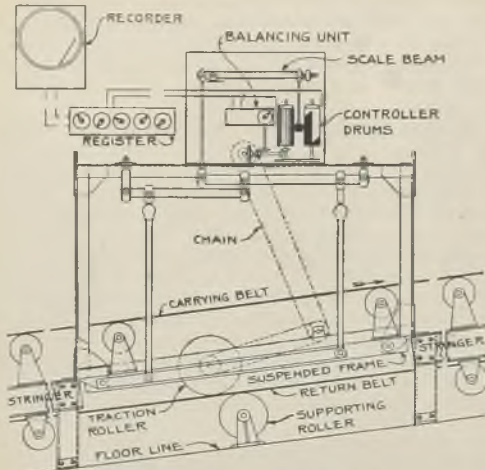 RECORDER
BALANCING UNIT
SCALE BEAM
CONTROLLER
DRUMS
REGISTER
CHAIN
CARRYING BELT
STRINGER
SUSPENDED FRAME
STRINGER
RETURN BELT
TRACTION
ROLLER
SUPPORTING
ROLLER
FLOOR LINE